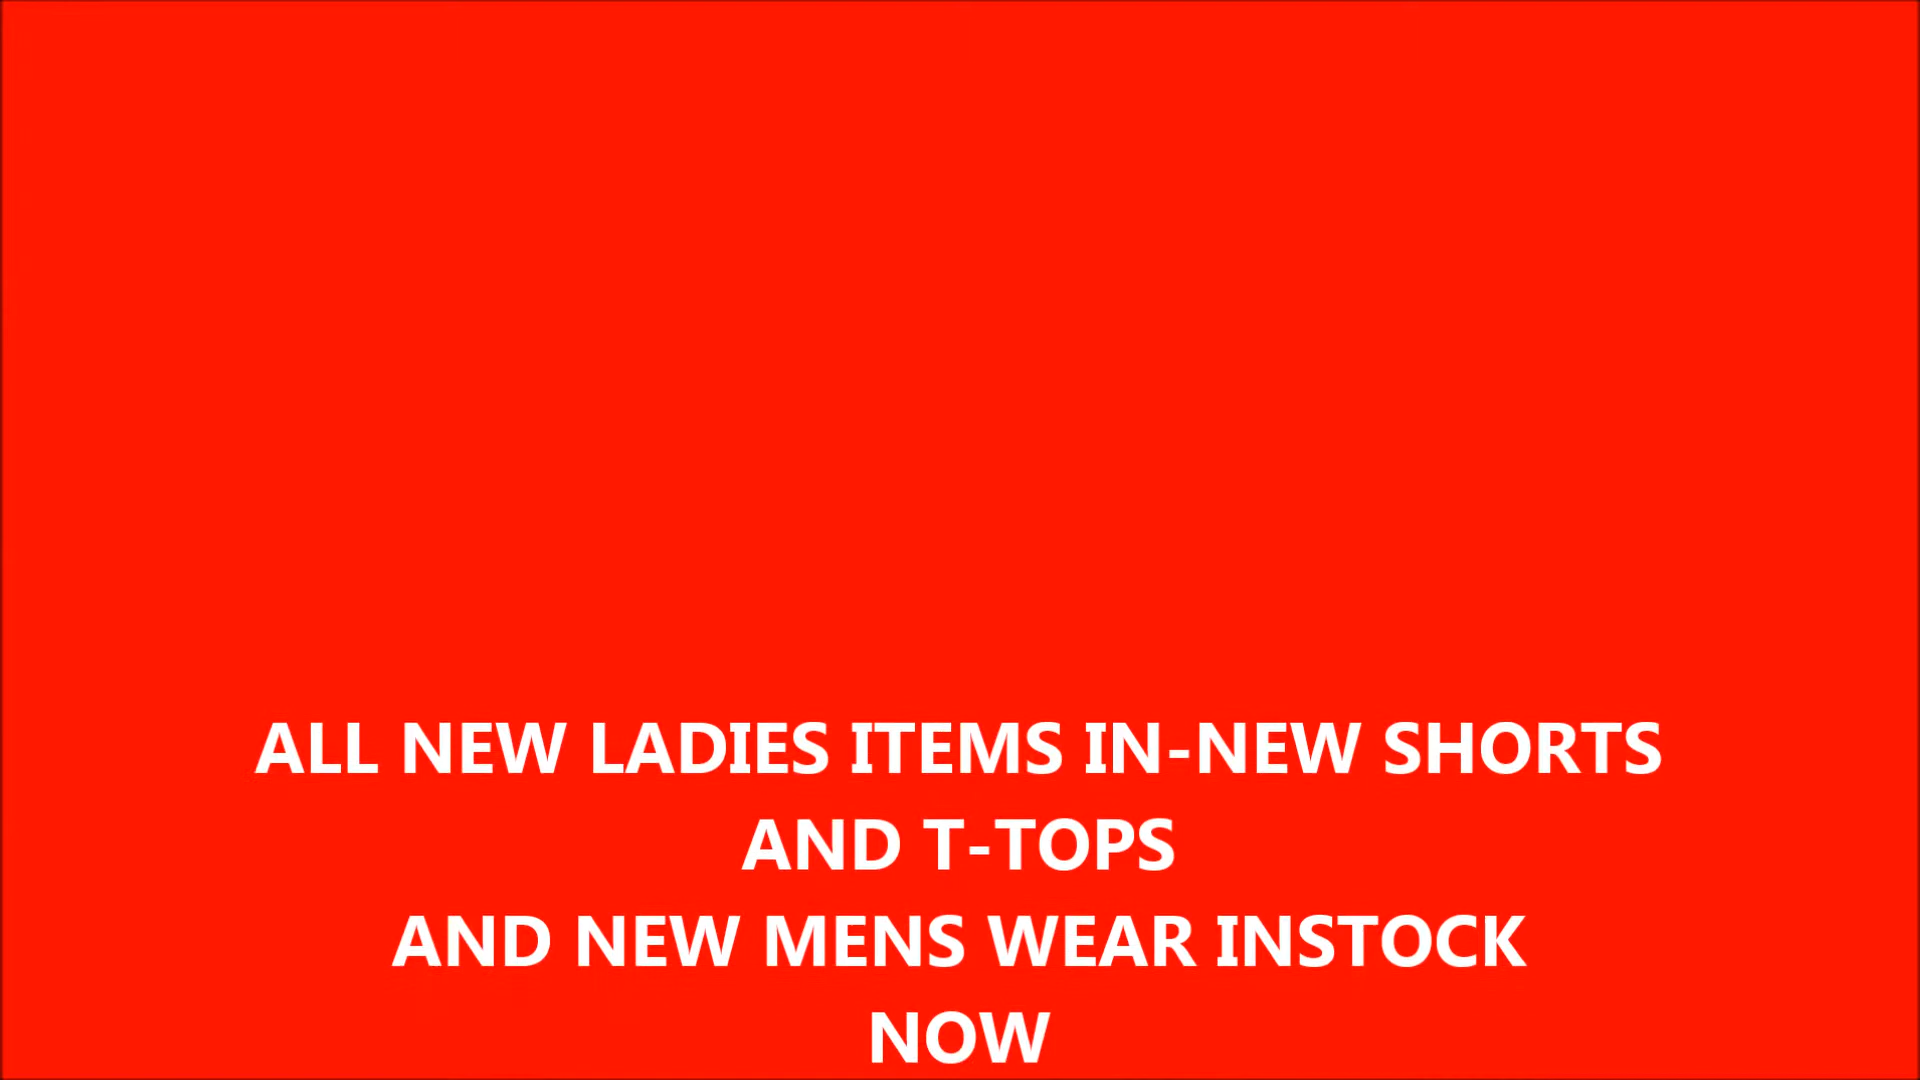 ALL NEW LADIES ITEMS IN-NEW SHORTS
AND T-TOPS
AND NEW MENS WEAR INSTOCK
NOW